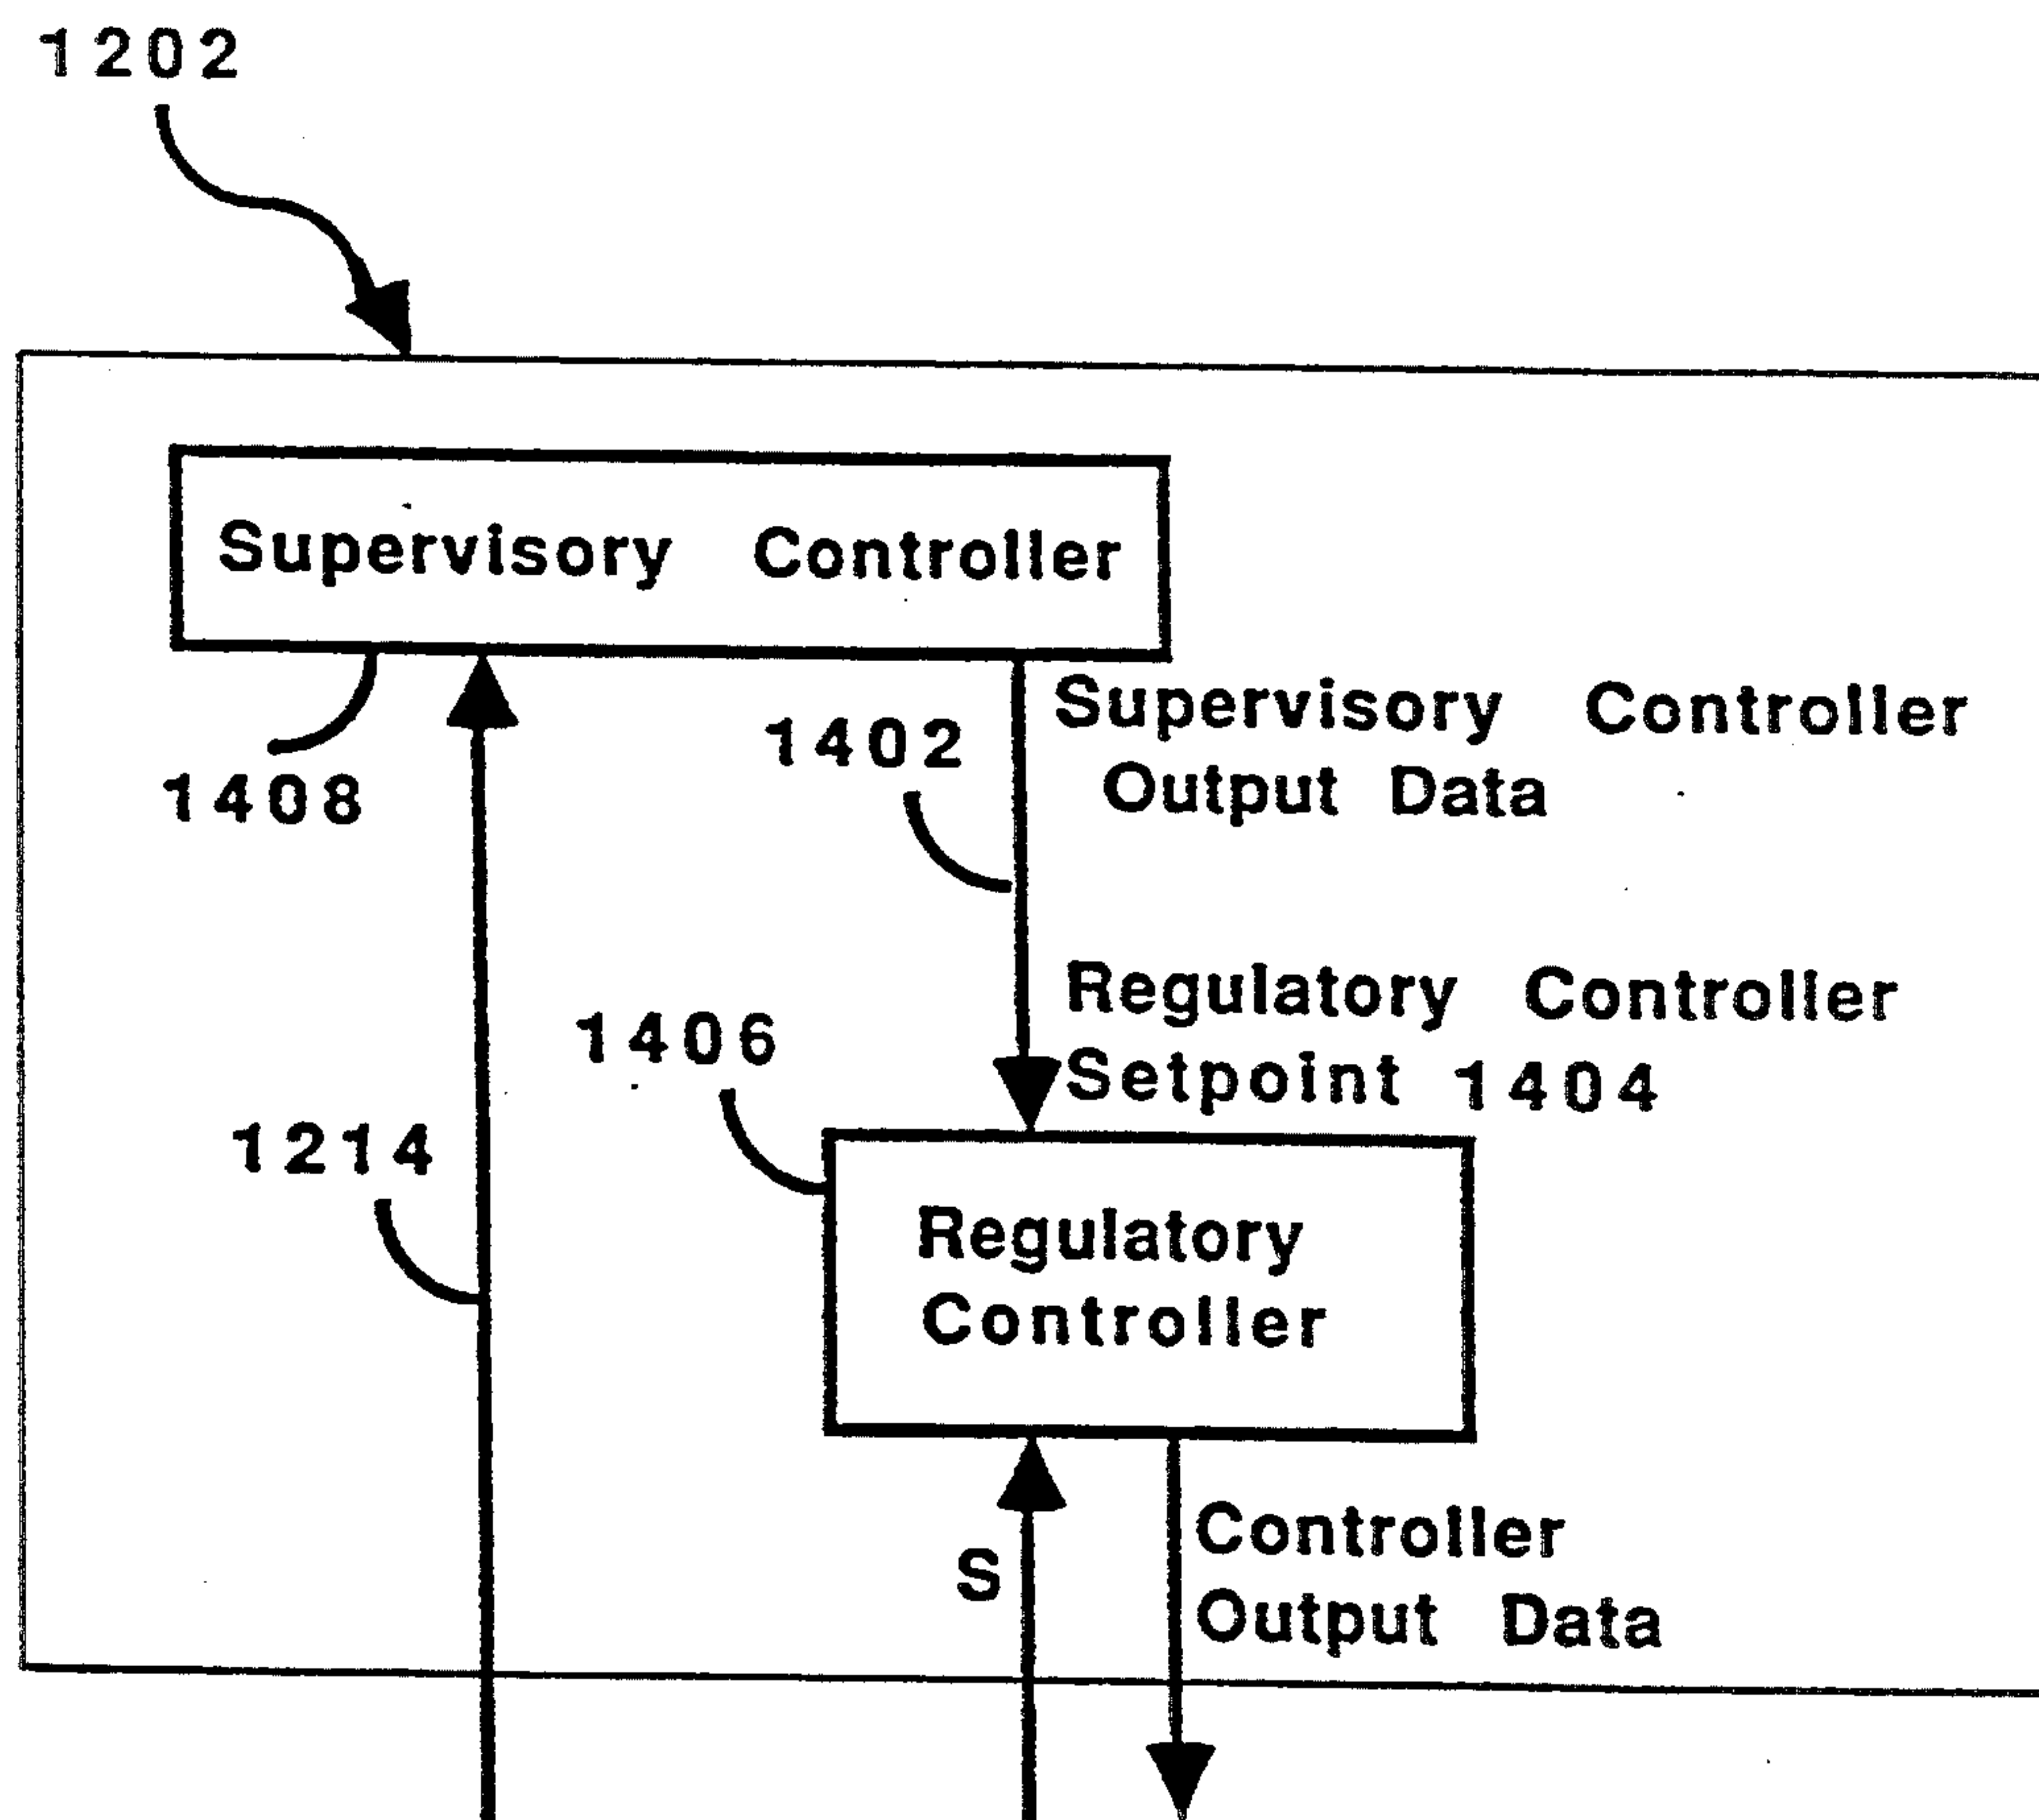 1202
Supervisory Controller
1408
1402
Supervisory Controller
Output Data
1406
Regulatory Controller
Setpoint 1404
1214
Regulatory
Controller
S
Controller
Output Data